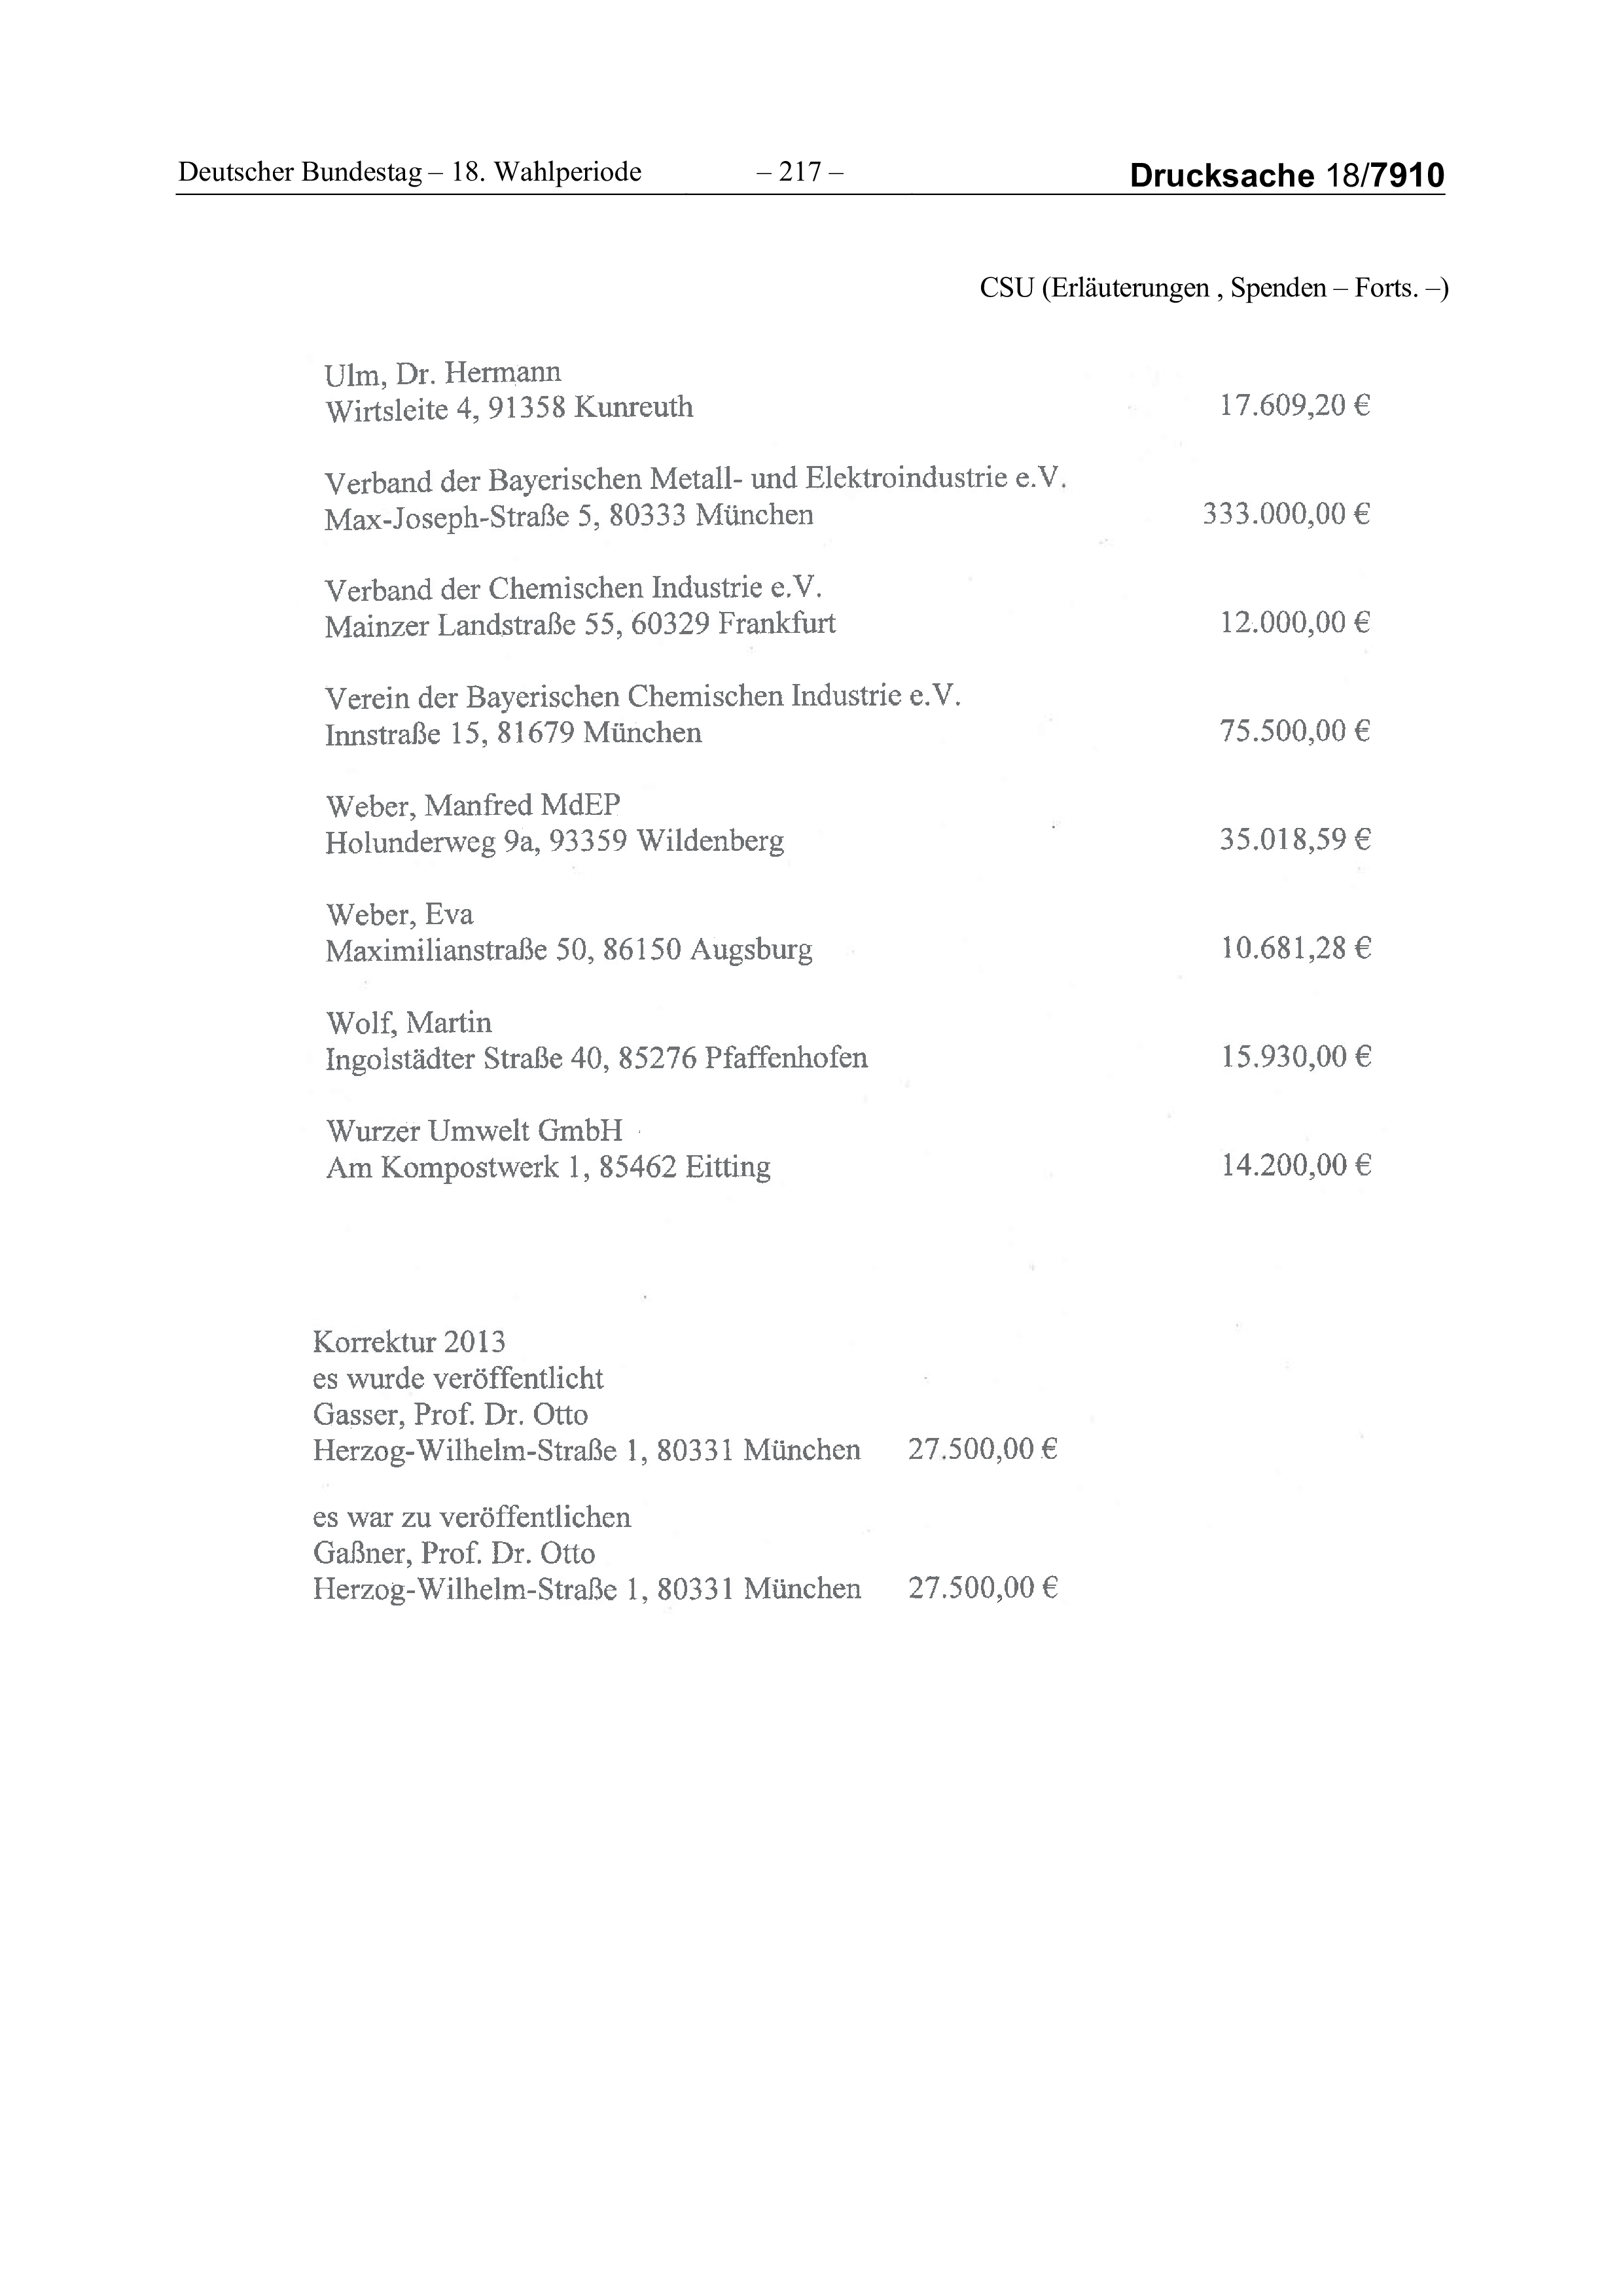 Deutscher Bundestag – 18. Wahlperiode – 217 – Drucksache 18/7910
CSU (Erläuterungen , Spenden – Forts. –)
Ulm, Dr. Hermann
Wirtsleite 4, 91358 Kunreuth 17.609,20 €
Verband der Bayerischen Metall- und Elektroindustrie e.V.
Max-Joseph-Straße 5, 80333 München 333.000,00 €
Verband der Chemischen Industrie e.V.
Mainzer Landstraße 55, 60329 Frankfurt 12.000,00 €
Verein der Bayerischen Chemischen Industrie e.V.
Innstraße 15, 81679 München 75.500,00 €
Weber, Manfred MdEP
Holunderweg 9a, 93359 Wildenberg 35.018,59 €
Weber, Eva
Maximilianstraße 50, 86150 Augsburg 10.681,28 €
Wolf, Martin
Ingolstädter Straße 40, 85276 Pfaffenhofen 15.930,00 €
Wurzer Umwelt GmbH
Am Kompostwerk 1, 85462 Eitting 14.200,00 €
Korrektur 2013
es wurde veröffentlicht
Gasser, Prof. Dr. Otto
Herzog-Wilhelm-Straße 1, 80331 München 27.500,00 €
es war zu veröffentlichen
Gaßner, Prof. Dr. Otto
Herzog-Wilhelm-Straße 1, 80331 München 27.500,00 €